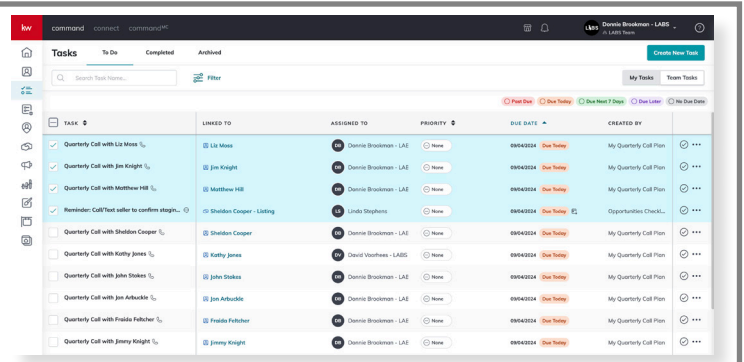 kw command connect command MC Donnie Brookman - LABS
LABS LABS Team
Tasks To Do Completed Archived Create New Task
Search Task Name... Filter My Tasks Team Tasks
Past Due Due Today Due Next 7 Days Due Later No Due Date
TASK LINKED TO ASSIGNED TO PRIORITY DUE DATE CREATED BY
Quarterly Call with Liz Moss Liz Moss DB Donnie Brookman - LAB None 09/04/2024 Due Today My Quarterly Call Plan
Quarterly Call with Jim Knight Jim Knight DB Donnie Brookman - LAB None 09/04/2024 Due Today My Quarterly Call Plan
Quarterly Call with Matthew Hill Matthew Hill DB Donnie Brookman - LAB None 09/04/2024 Due Today My Quarterly Call Plan
Reminder: Call/Text seller to confirm stagin... Sheldon Cooper - Listing LS Linda Stephens None 09/04/2024 Due Today Opportunities Checkl...
Quarterly Call with Sheldon Cooper Sheldon Cooper DB Donnie Brookman - LAB None 09/04/2024 Due Today My Quarterly Call Plan
Quarterly Call with Kathy Jones Kathy Jones DV David Voorhees - LABS None 09/04/2024 Due Today My Quarterly Call Plan
Quarterly Call with John Stokes John Stokes DB Donnie Brookman - LAB None 09/04/2024 Due Today My Quarterly Call Plan
Quarterly Call with Jon Arbuckle Jon Arbuckle DB Donnie Brookman - LAB None 09/04/2024 Due Today My Quarterly Call Plan
Quarterly Call with Fraida Feltcher Fraida Feltcher DB Donnie Brookman - LAB None 09/04/2024 Due Today My Quarterly Call Plan
Quarterly Call with Jimmy Knight Jimmy Knight DB Donnie Brookman - LAB None 09/04/2024 Due Today My Quarterly Call Plan